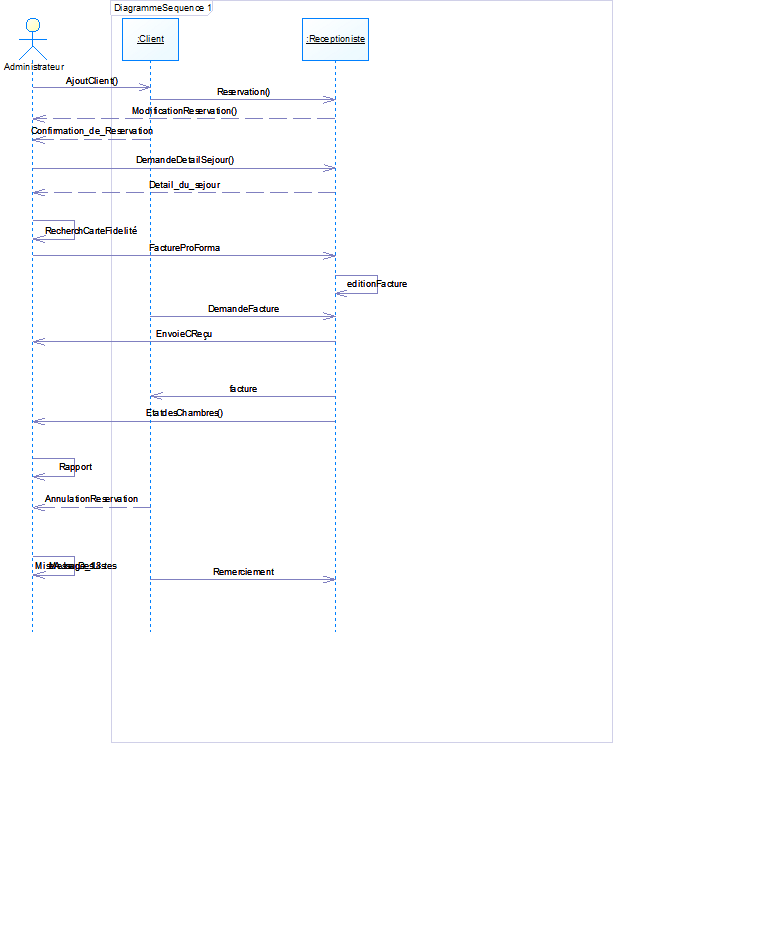 DiagrammeSequence 1
:Client
:Receptioniste
Administrateur
AjoutClient()
Reservation()
ModificationReservation()
Confirmation_de_Reservation
DemandeDetailSejour()
Detail_du_sejour
RecherchCarteFidelité
FactureProForma
editionFacture
DemandeFacture
EnvoieCReçu
facture
EtatdesChambres()
Rapport
AnnulationReservation
Remerciement